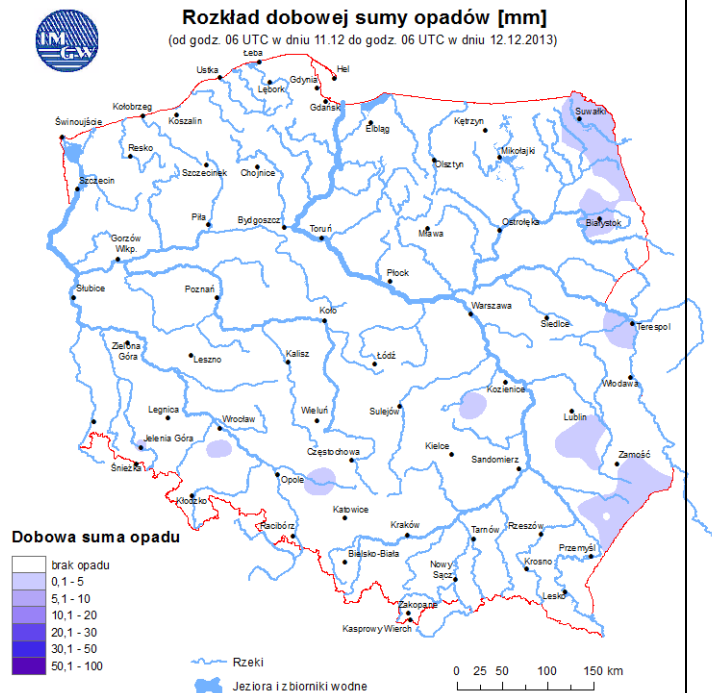 IM
GW
Rozkład dobowej sumy opadów [mm]
(od godz. 06 UTC w dniu 11.12 do godz. 06 UTC w dniu 12.12.2013)
Łeba
Hel
Ustka
Gdynia
Lębork
Gdańsk
Kołobrzeg
Koszalin
Świnoujście
Suwałki
Elbląg
Kętrzyn
Resko
Szczecinek
Chojnice
Olsztyn
Mikołajki
Szczecin
Piła
Bydgoszcz
Toruń
Mława
Ostrołęka
Białystok
Gorzów
Wlkp.
Płock
Słubice
Poznań
Koło
Warszawa
Siedlce
Terespol
Zielona
Góra
Leszno
Kalisz
Łódź
Kozienice
Włodawa
Legnica
Wrocław
Wieluń
Sulejów
Lublin
Jelenia Góra
Śnieżka
Częstochowa
Kielce
Sandomierz
Zamość
Opole
Kłodzko
Katowice
Racibórz
Kraków
Tarnów
Rzeszów
Przemyśl
Bielsko-Biała
Nowy
Sącz
Krosno
Lesko
Zakopane
Kasprowy Wierch
Dobowa suma opadu
brak opadu
0,1 - 5
5,1 - 10
10,1 - 20
20,1 - 30
30,1 - 50
50,1 - 100
Rzeki
Jeziora i zbiorniki wodne
0 25 50 100 150 km